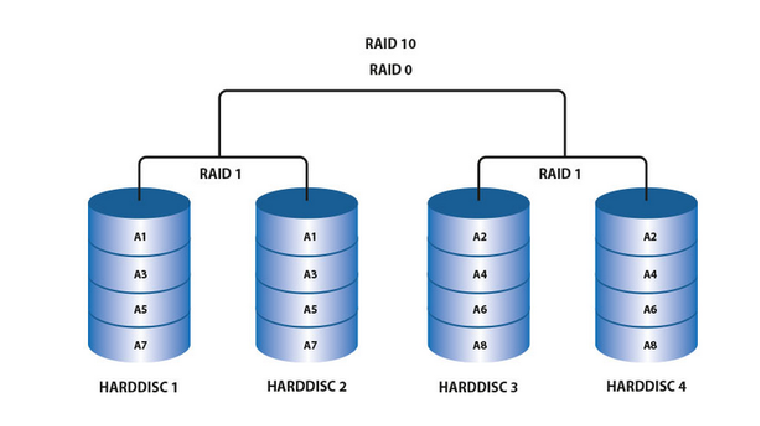 RAID 10
RAID 0
RAID 1 RAID 1
A1 A1 A2 A2
A3 A3 A4 A4
A5 A5 A6 A6
A7 A7 A8 A8
HARDDISC 1 HARDDISC 2 HARDDISC 3 HARDDISC 4